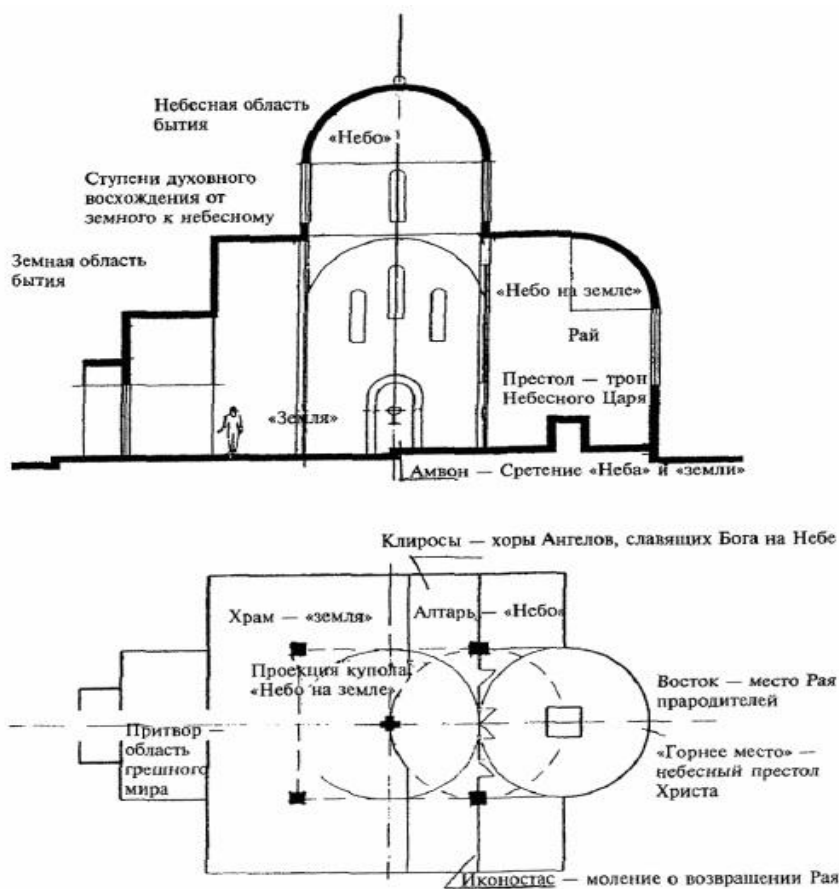 Небесная область
бытия
«Небо»
Ступени духовного
восхождения от
земного к небесному
Земная область
бытия
«Небо на земле»
Рай
Престол — трон
Небесного Царя
«Земля»
Амвон — Сретение «Неба» и «земли»
Клиросы — хоры Ангелов, славящих Бога на Небе
Храм — «земля»
Алтарь — «Небо»
Проекция купола
«Небо на земле»
Восток — место Рая
прародителей
Притвор —
область
грешного
мира
«Горнее место» —
небесный престол
Христа
Иконостас — моление о возвращении Рая